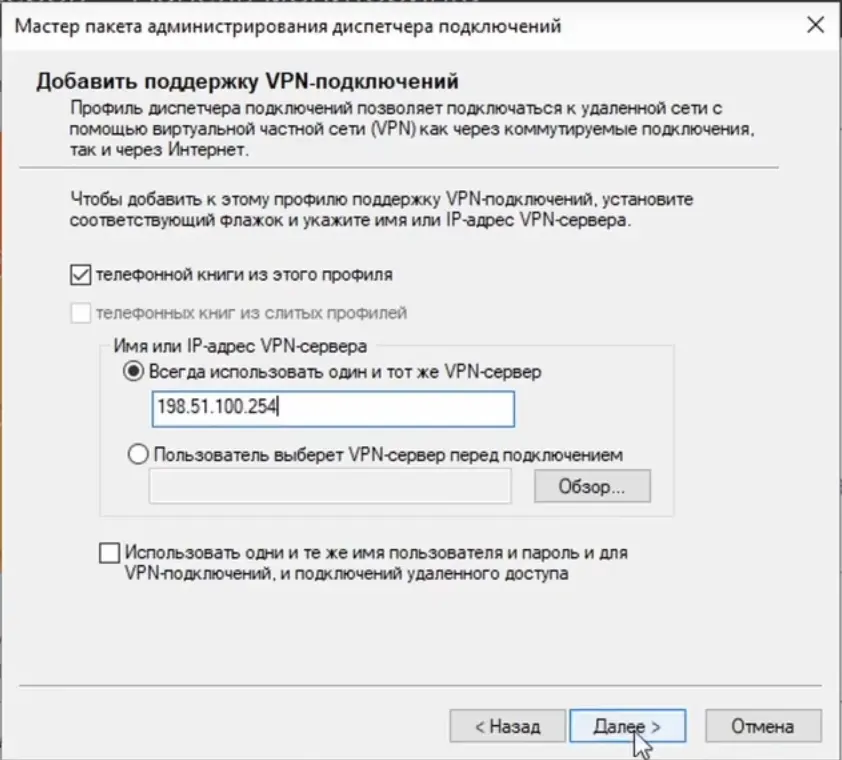 Мастер пакета администрирования диспетчера подключений
Добавить поддержку VPN-подключений
Профиль диспетчера подключений позволяет подключаться к удаленной сети с
помощью виртуальной частной сети (VPN) как через коммутируемые подключения,
так и через Интернет.
Чтобы добавить к этому профилю поддержку VPN-подключений, установите
соответствующий флажок и укажите имя или IP-адрес VPN-сервера.
телефонной книги из этого профиля
телефонных книг из слитых профилей
Имя или IP-адрес VPN-сервера
Всегда использовать один и тот же VPN-сервер
198.51.100.254
Пользователь выберет VPN-сервер перед подключением
Обзор...
Использовать одни и те же имя пользователя и пароль и для
VPN-подключений, и подключений удаленного доступа
< Назад
Далее >
Отмена